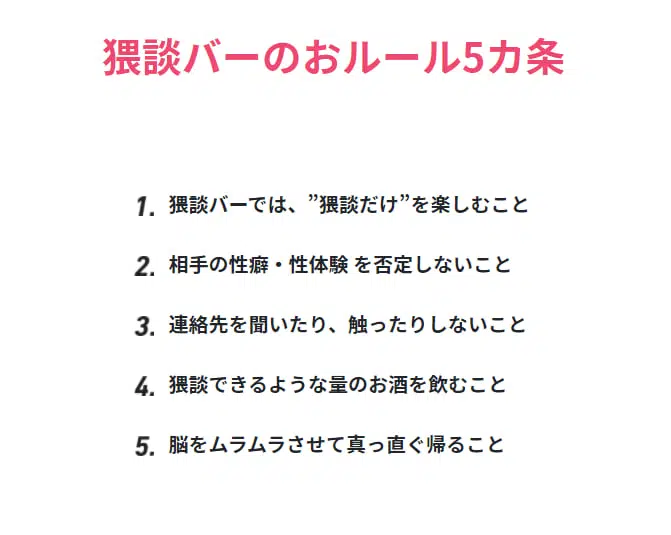 猥談バーのおルール5カ条
1. 猥談バーでは、”猥談だけ”を楽しむこと
2. 相手の性癖・性体験 を否定しないこと
3. 連絡先を聞いたり、触ったりしないこと
4. 猥談できるような量のお酒を飲むこと
5. 脳をムラムラさせて真っ直ぐ帰ること